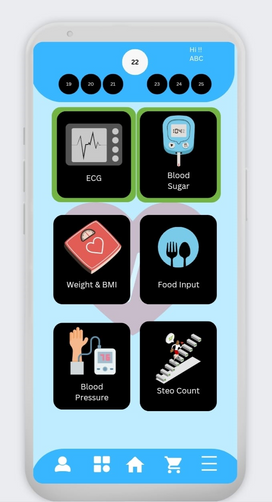 Hi !!
ABC
22
19 20 21 23 24 25
ECG
Blood
Sugar
Weight & BMI
Food Input
Blood
Pressure
Steo Count